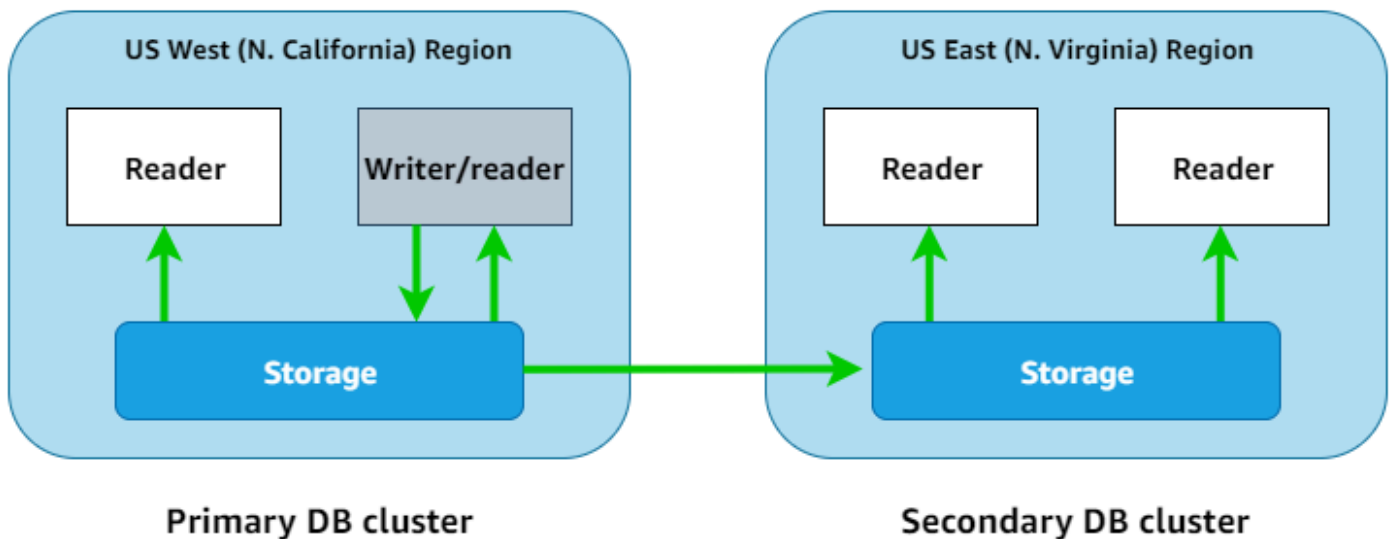 US West (N. California) Region
US East (N. Virginia) Region
Reader
Writer/reader
Reader
Reader
Storage
Storage
Primary DB cluster
Secondary DB cluster